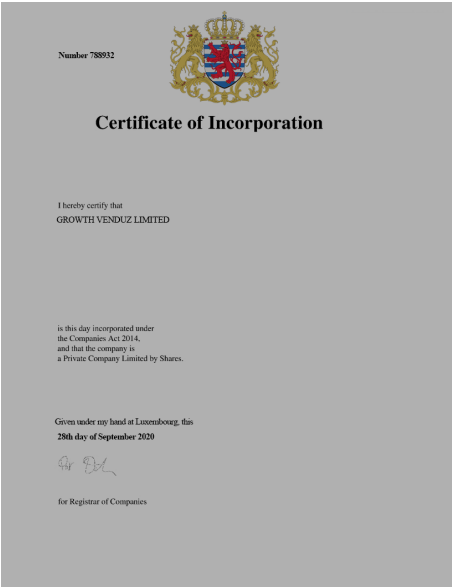 Number 788932
Certificate of Incorporation
I hereby certify that
GROWTH VENDUZ LIMITED
is this day incorporated under
the Companies Act 2014,
and that the company is
a Private Company Limited by Shares.
Given under my hand at Luxembourg, this
28th day of September 2020
for Registrar of Companies